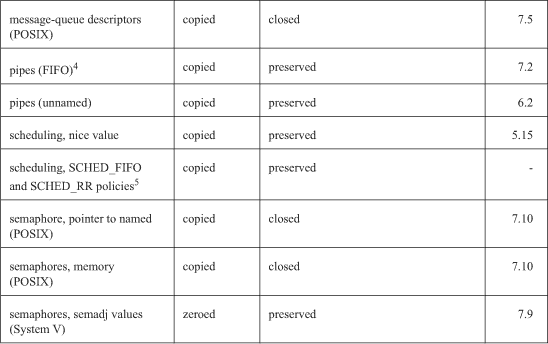 message-queue descriptors copied closed 7.5
(POSIX)
pipes (FIFO)4 copied preserved 7.2
pipes (unnamed) copied preserved 6.2
scheduling, nice value copied preserved 5.15
scheduling, SCHED_FIFO copied preserved -
and SCHED_RR policies5
semaphore, pointer to named copied closed 7.10
(POSIX)
semaphores, memory copied closed 7.10
(POSIX)
semaphores, semadj values zeroed preserved 7.9
(System V)